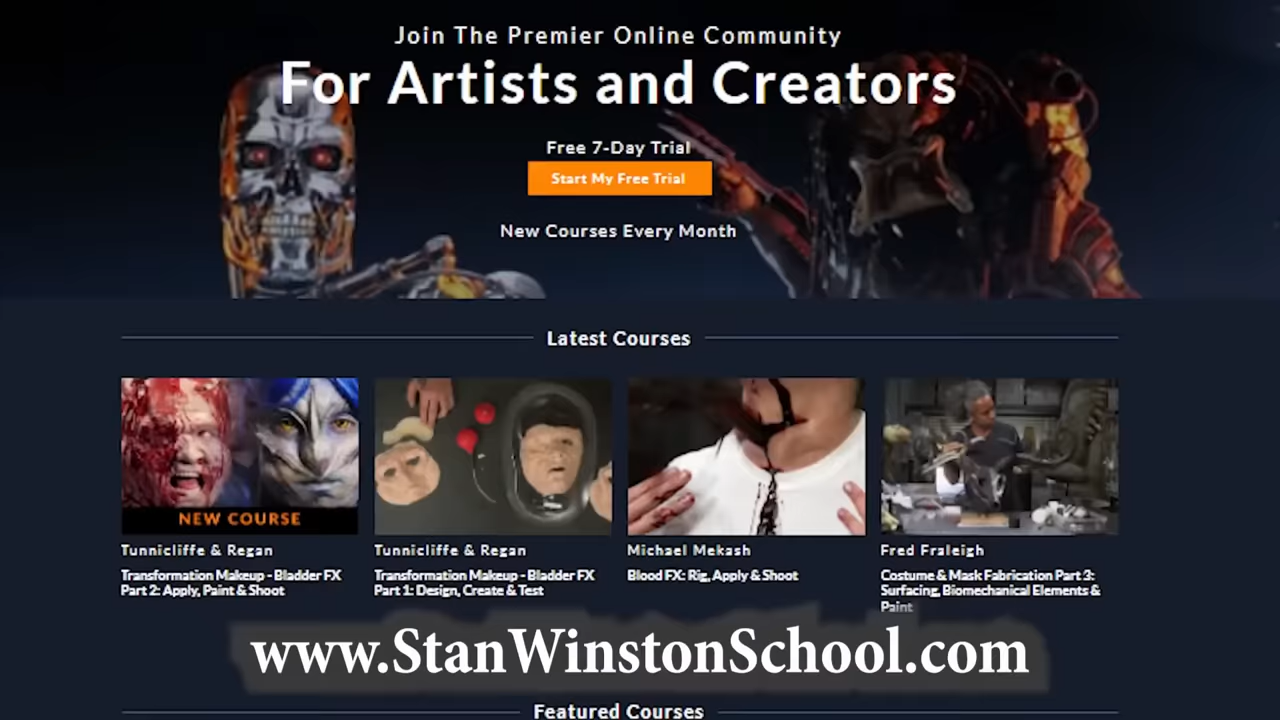 Join The Premier Online Community
For Artists and Creators
Free 7-Day Trial
Start My Free Trial
New Courses Every Month
Latest Courses
NEW COURSE
Tunnicliffe & Regan
Transformation Makeup - Bladder FX
Part 2: Apply, Paint & Shoot
Tunnicliffe & Regan
Transformation Makeup - Bladder FX
Part 1: Design, Create & Test
Michael Mekash
Blood FX: Rig, Apply & Shoot
Fred Fraleigh
Costume & Mask Fabrication Part 3:
Surfacing, Biomechanical Elements &
Paint
www.StanWinstonSchool.com
Featured Courses